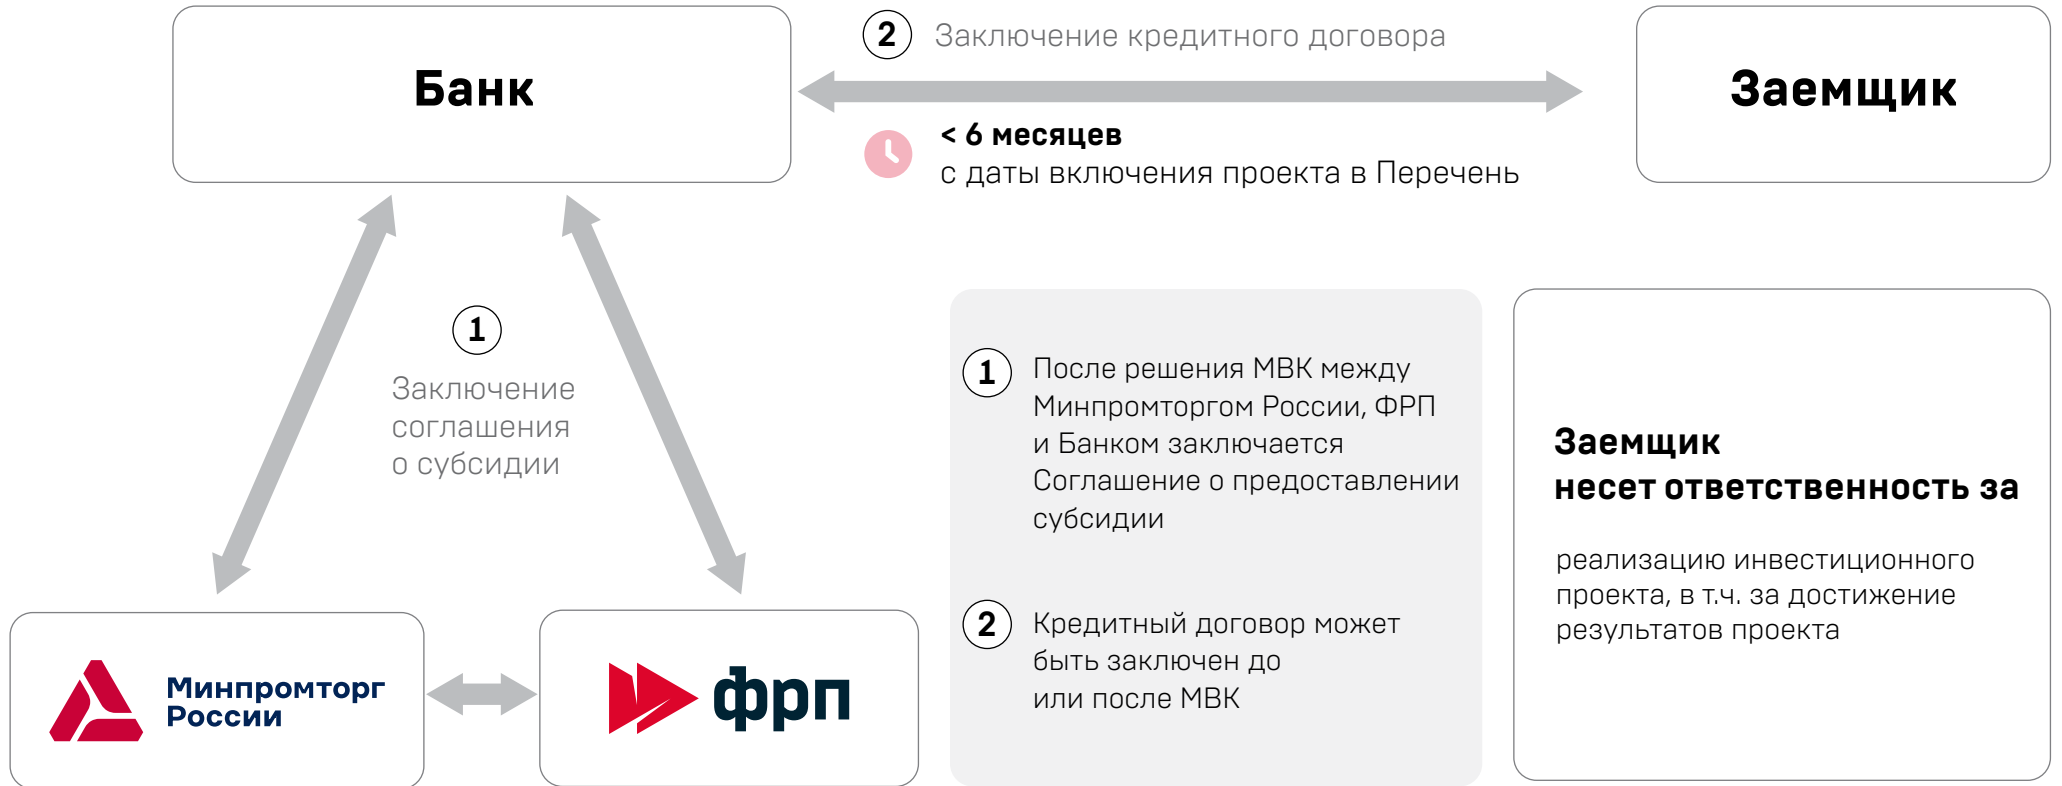 Банк
2 Заключение кредитного договора
< 6 месяцев
с даты включения проекта в Перечень
Заемщик
1
Заключение
соглашения
о субсидии
Минпромторг
России
фрп
1 После решения МВК между
Минпромторгом России, ФРП
и Банком заключается
Соглашение о предоставлении
субсидии
2 Кредитный договор может
быть заключен до
или после МВК
Заемщик
несет ответственность за
реализацию инвестиционного
проекта, в т.ч. за достижение
результатов проекта